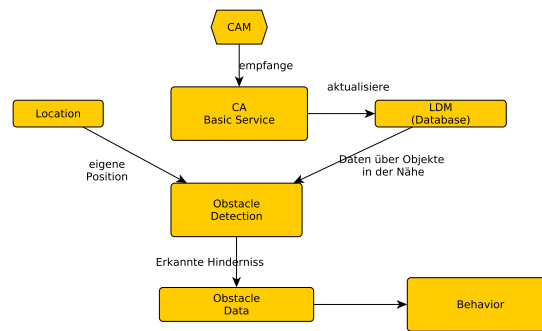 CAM
empfange
CA
Basic Service
aktualisiere
LDM
(Database)
Location
eigene
Position
Daten über Objekte
in der Nähe
Obstacle
Detection
Erkannte Hinderniss
Obstacle
Data
Behavior